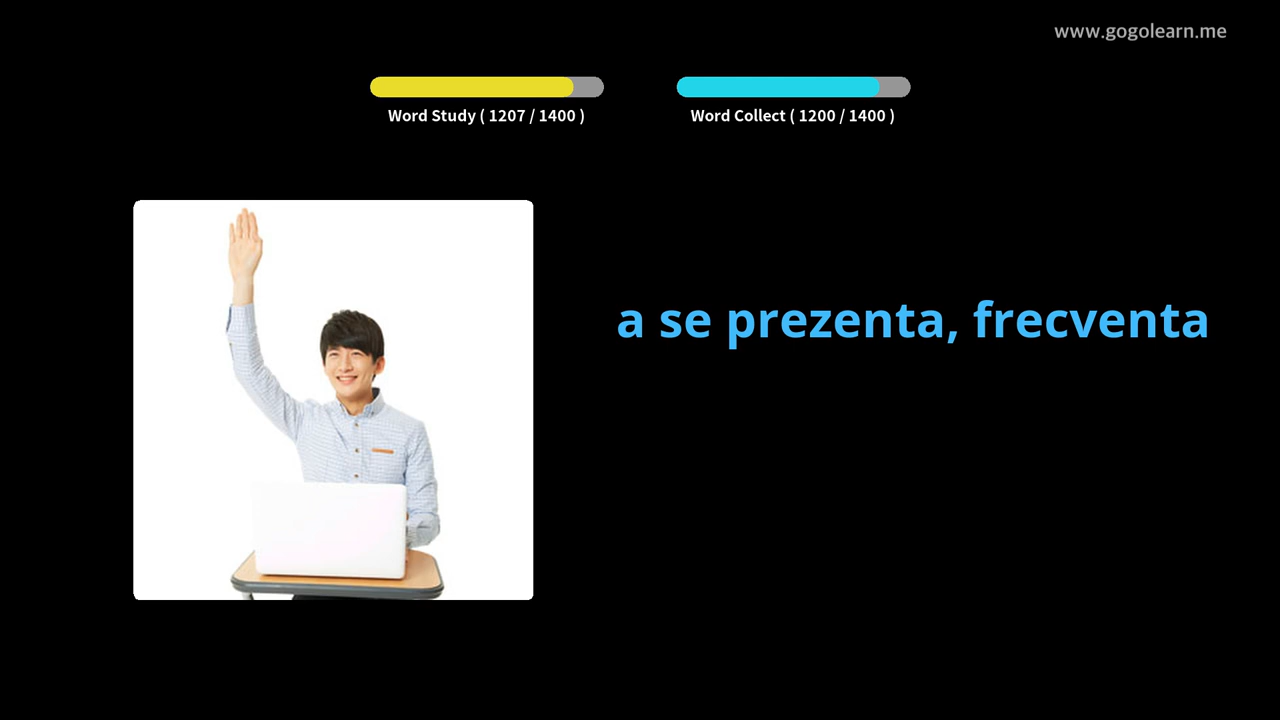 www.gogolearn.me
Word Study ( 1207 / 1400 )
Word Collect ( 1200 / 1400 )
a se prezenta, frecventa